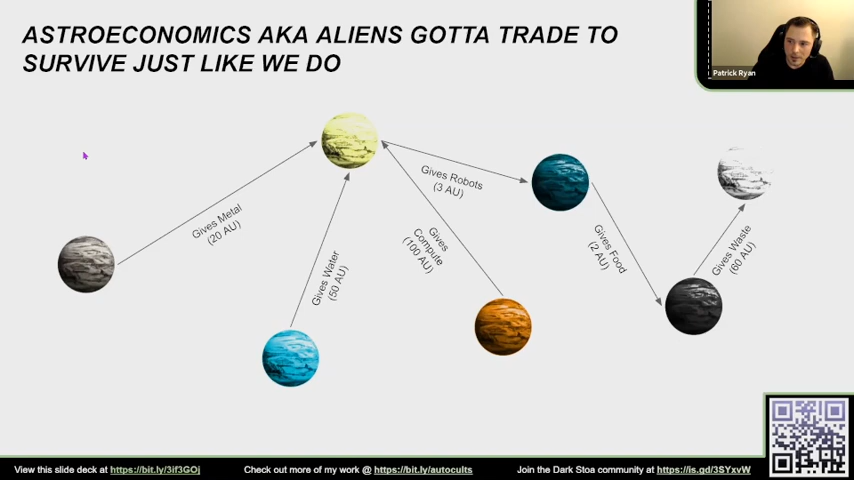 ASTROECONOMICS AKA ALIENS GOTTA TRADE TO
SURVIVE JUST LIKE WE DO
Patrick Ryan
Gives Metal
(20 AU)
Gives Water
(50 AU)
Gives
Compute
(100 AU)
Gives Robots
(3 AU)
Gives Food
(2 AU)
Gives Waste
(60 AU)
View this slide deck at https://bit.ly/3if3GOj
Check out more of my work @ https://bit.ly/autocults
Join the Dark Stoa community at https://is.gd/3SYxvW